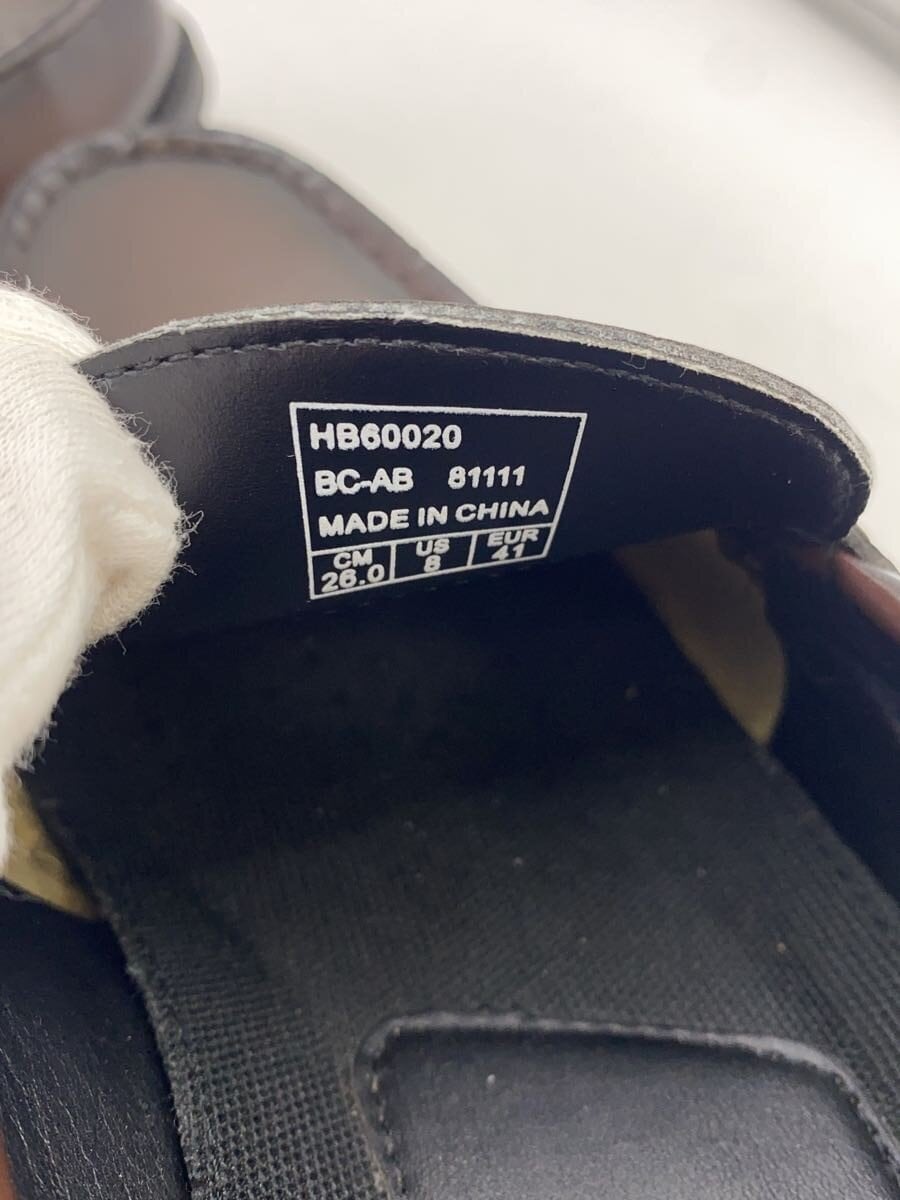 HB60020
BC-AB 81111
MADE IN CHINA
CM US EUR
26.0 8 41